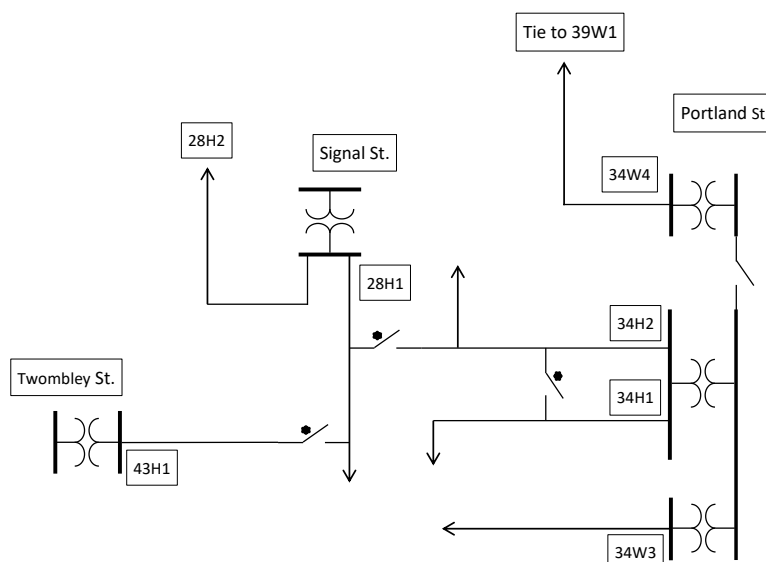 Tie to 39W1
Portland St
28H2
Signal St.
34W4
28H1
34H2
Twombley St.
34H1
43H1
34W3